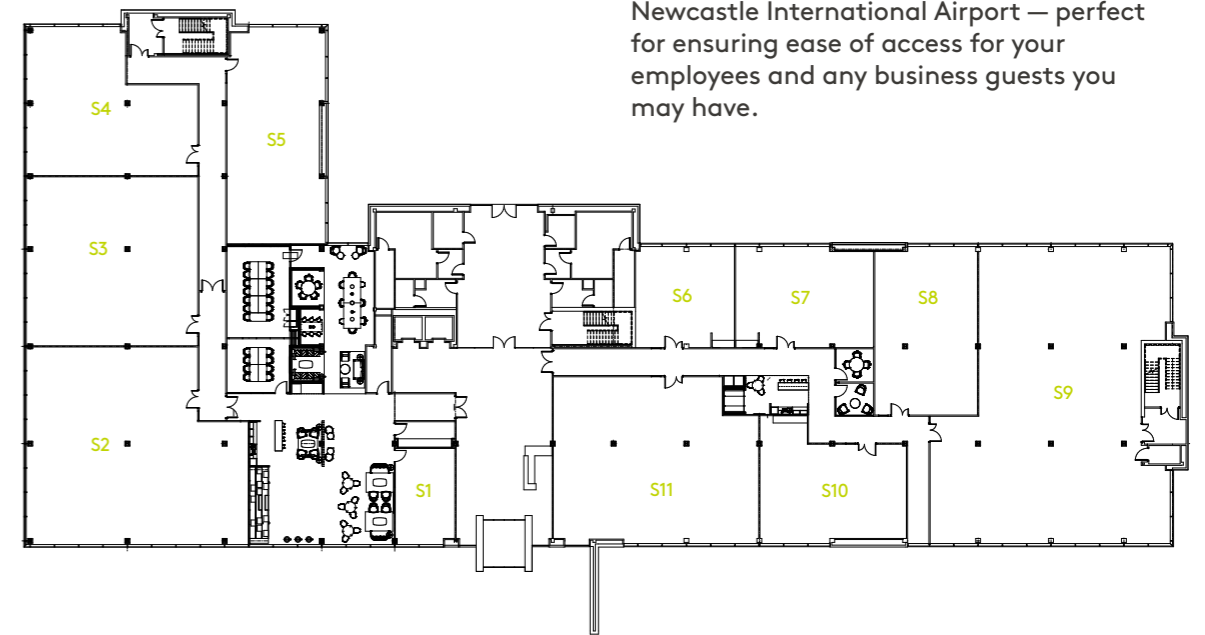 Newcastle International Airport — perfect
for ensuring ease of access for your
employees and any business guests you
may have.
S4
S5
S3
S6
S7
S8
S9
S2
S1
S11
S10